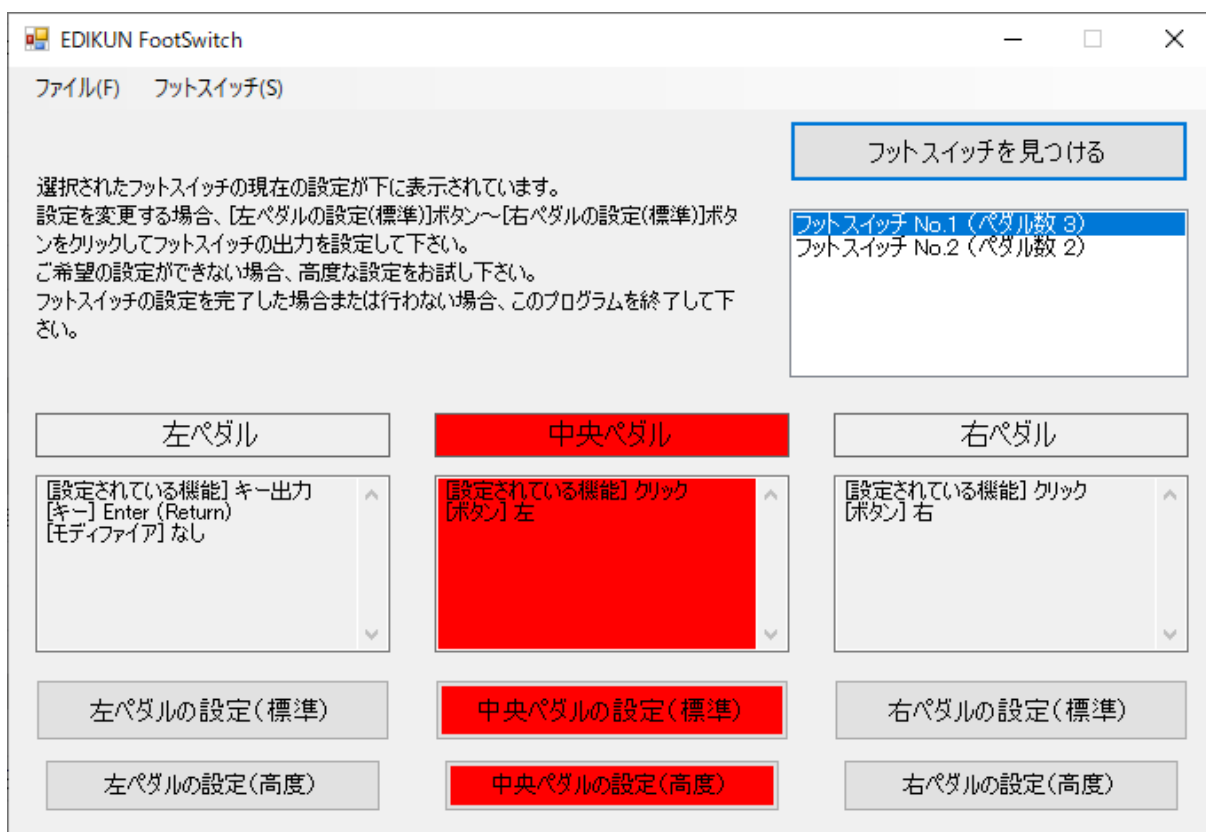 EDIKUN FootSwitch
ファイル(F) フットスイッチ(S)
フットスイッチを見つける
選択されたフットスイッチの現在の設定が下に表示されています。
設定を変更する場合、[左ペダルの設定(標準)]ボタン～[右ペダルの設定(標準)]ボタ
ンをクリックしてフットスイッチの出力を設定して下さい。
ご希望の設定ができない場合、高度な設定をお試し下さい。
フットスイッチの設定を完了した場合または行わない場合、このプログラムを終了して下
さい。
フットスイッチ No.1 (ペダル数 3)
フットスイッチ No.2 (ペダル数 2)
左ペダル
[設定されている機能] キー出力
[キー] Enter (Return)
[モディファイア] なし
中央ペダル
[設定されている機能] クリック
[ボタン] 左
右ペダル
[設定されている機能] クリック
[ボタン] 右
左ペダルの設定(標準)
中央ペダルの設定(標準)
右ペダルの設定(標準)
左ペダルの設定(高度)
中央ペダルの設定(高度)
右ペダルの設定(高度)